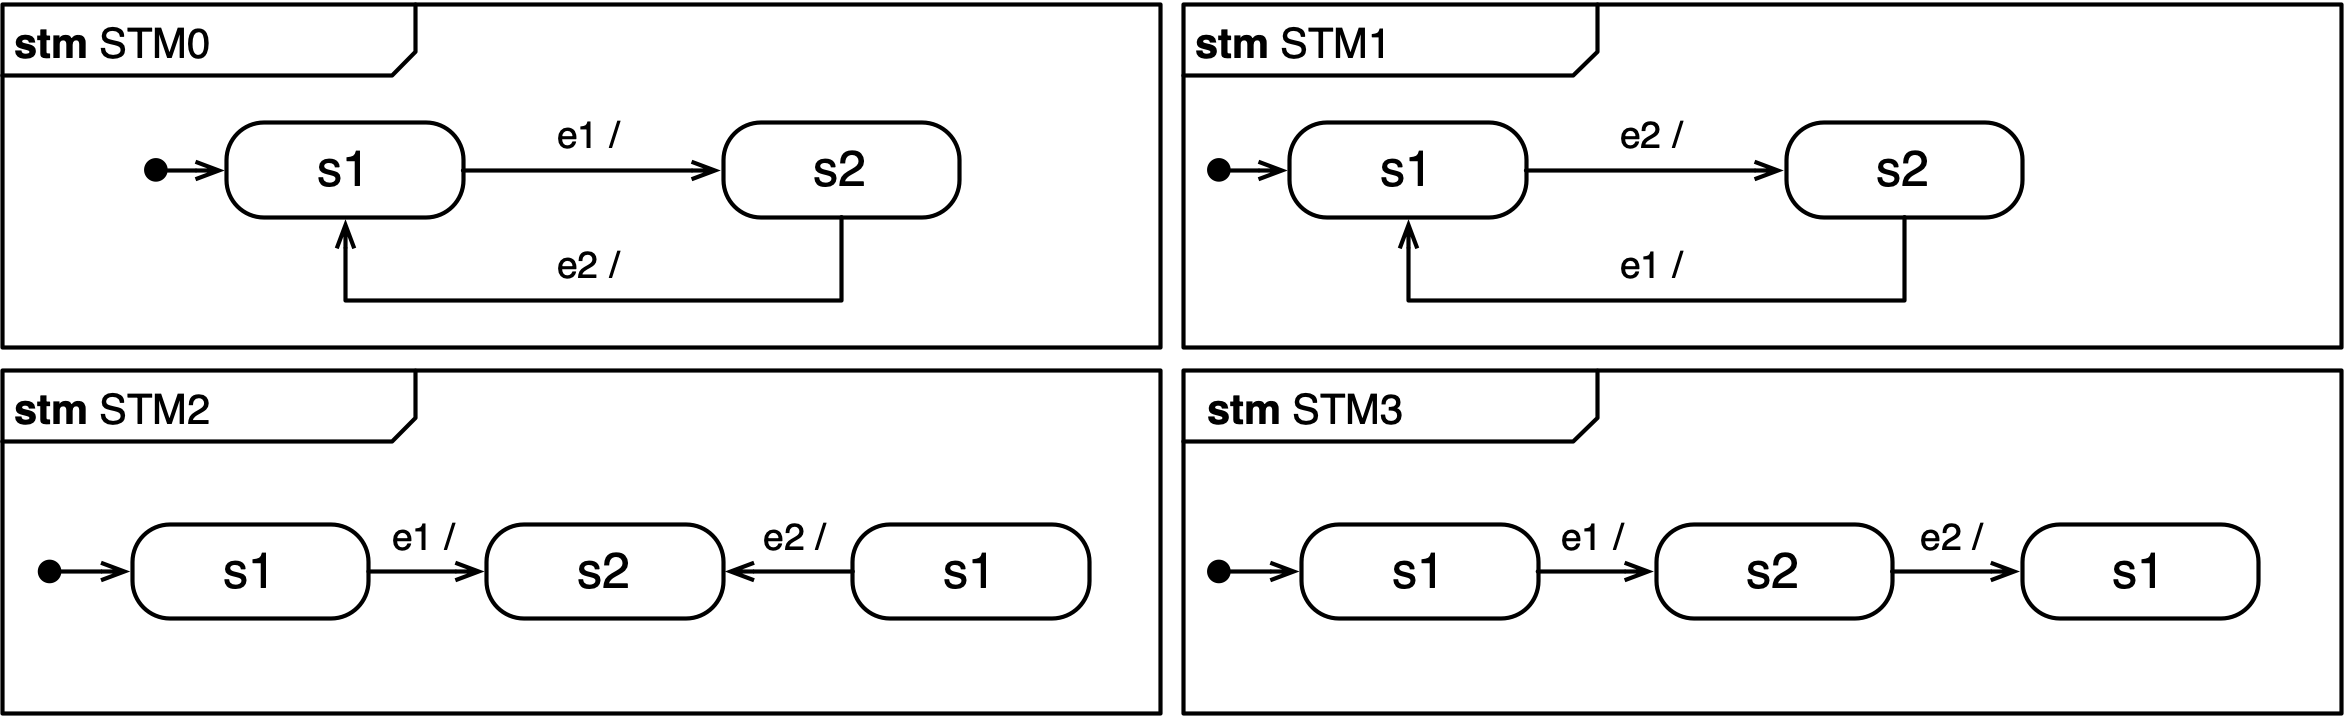 stm STM0
e1 /
s1
s2
e2 /
stm STM1
e2 /
s1
s2
e1 /
stm STM2
e1 /
e2 /
s1
s2
s1
stm STM3
e1 /
e2 /
s1
s2
s1